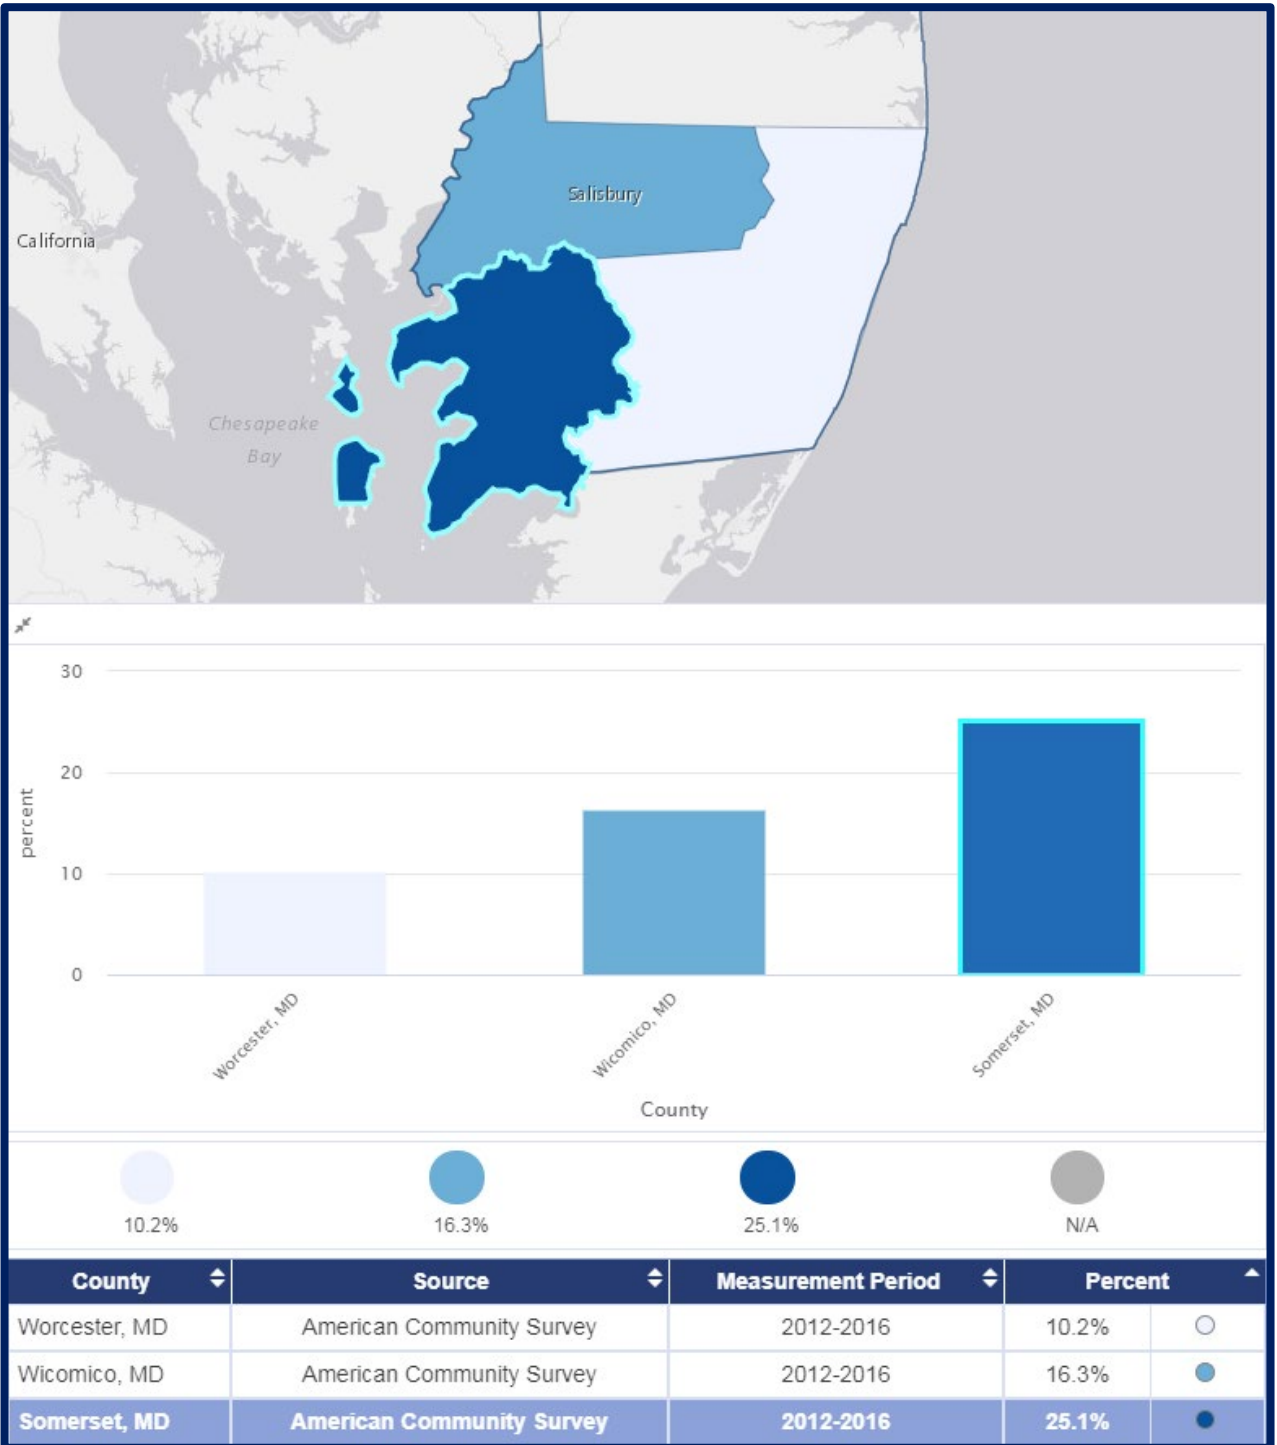 Salisbury
California
Chesapeake
Bay
30
20
10
0
percent
Worcester, MD
Wicomico, MD
Somerset, MD
County
10.2%
16.3%
25.1%
N/A
County Source Measurement Period Percent
Worcester, MD American Community Survey 2012-2016 10.2%
Wicomico, MD American Community Survey 2012-2016 16.3%
Somerset, MD American Community Survey 2012-2016 25.1%